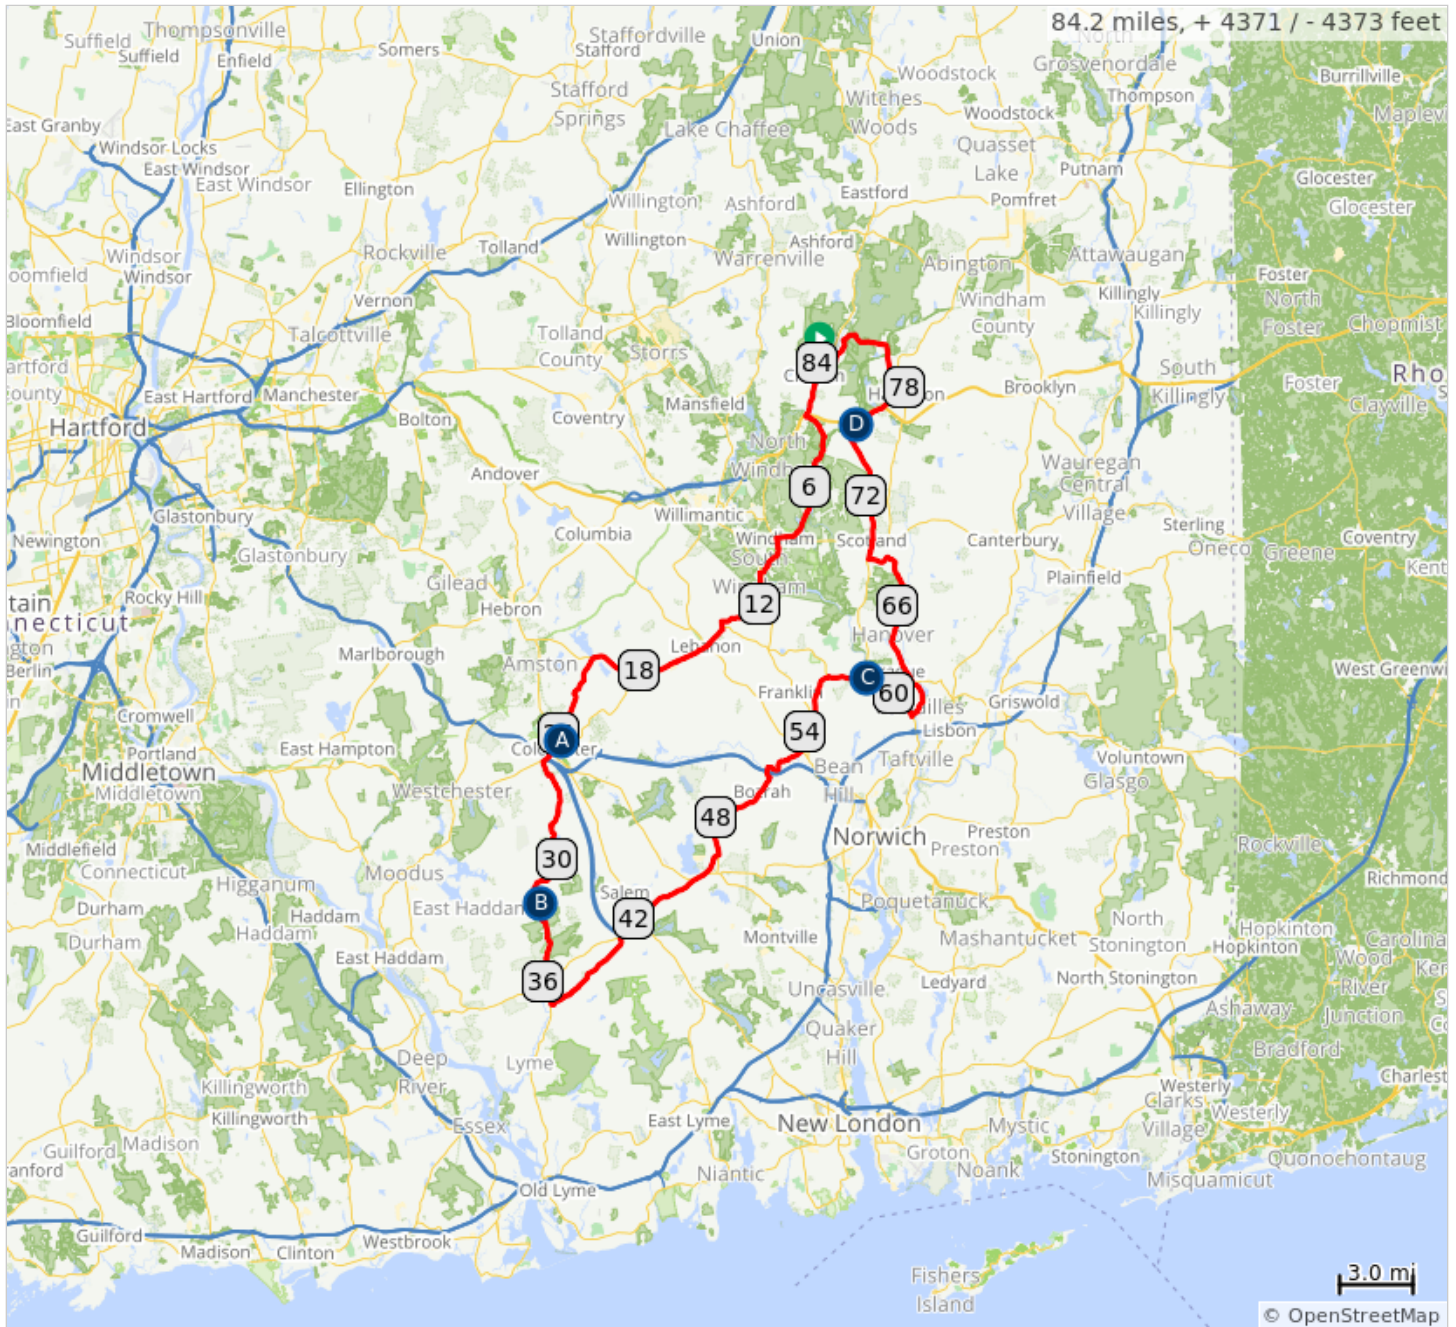 84.2 miles, + 4371 / - 4373 feet
Thompsonville
Suffield
Suffield
Enfield
Somers
Staffordville
Stafford
Union
North
Grosvenordale
Thompson
Burrillville
Woodstock
Witches
Woods
Woodstock
Stafford
Springs
Lake Chaffee
East Granby
Windsor Locks
East Windsor
East Windsor
Ellington
Quasset
Lake
Putnam
Glocester
Glocester
Eastford
Pomfret
Willington
Ashford
Windsor
Windsor
Rockville
Tolland
Willington
Ashford
Warrenville
Abington
Attawaugan
Foster
North
Foster
Killingly
Killingly
Windham
County
Vernon
Talcottville
Bloomfield
Tolland
County
Storrs
Chopmist
84
South
Killingly
Foster
Clayville
East Hartford
Manchester
Bolton
Coventry
Mansfield
78
Brooklyn
Hartford
D
North
Andover
6
72
Wauregan
Central
Village
Glastonbury
Glastonbury
Willimantic
Columbia
Newington
Windham
South
Scotland
Canterbury
Sterling
Oneco
Greene
Coventry
Plainfield
Gilead
Hebron
Rocky Hill
12
66
Hanover
Lebanon
Berlin
Marlborough
Amston
18
Franklin
C
60
Griswold
Lisbon
Cromwell
Portland
Middletown
Middletown
East Hampton
A
54
Taftville
Bean
Hill
Voluntown
Glasgo
Westchester
48
Norwich
Preston
Preston
Rockville
Middlefield
Connecticut
Higganum
Moodus
30
Salem
B
42
Durham
Durham
Haddam
Haddam
East Haddam
Montville
Poquetanuck
Mashantucket
North
Stonington
North Stonington
Hopkinton
Hopkinton
Wood
River
Junction
36
Uncasville
Ledyard
Ashaway
Quaker
Hill
Bradford
Deep
River
Lyme
Killingworth
Killingworth
Essex
East Lyme
New London
Mystic
Westerly
Clarks
Village
Westerly
Guilford
Madison
Groton
Noank
Stonington
Quonochontaug
Misquamicut
Niantic
Old Lyme
Guilford
Madison
Clinton
Westbrook
Fishers
Island
3.0 mi
© OpenStreetMap